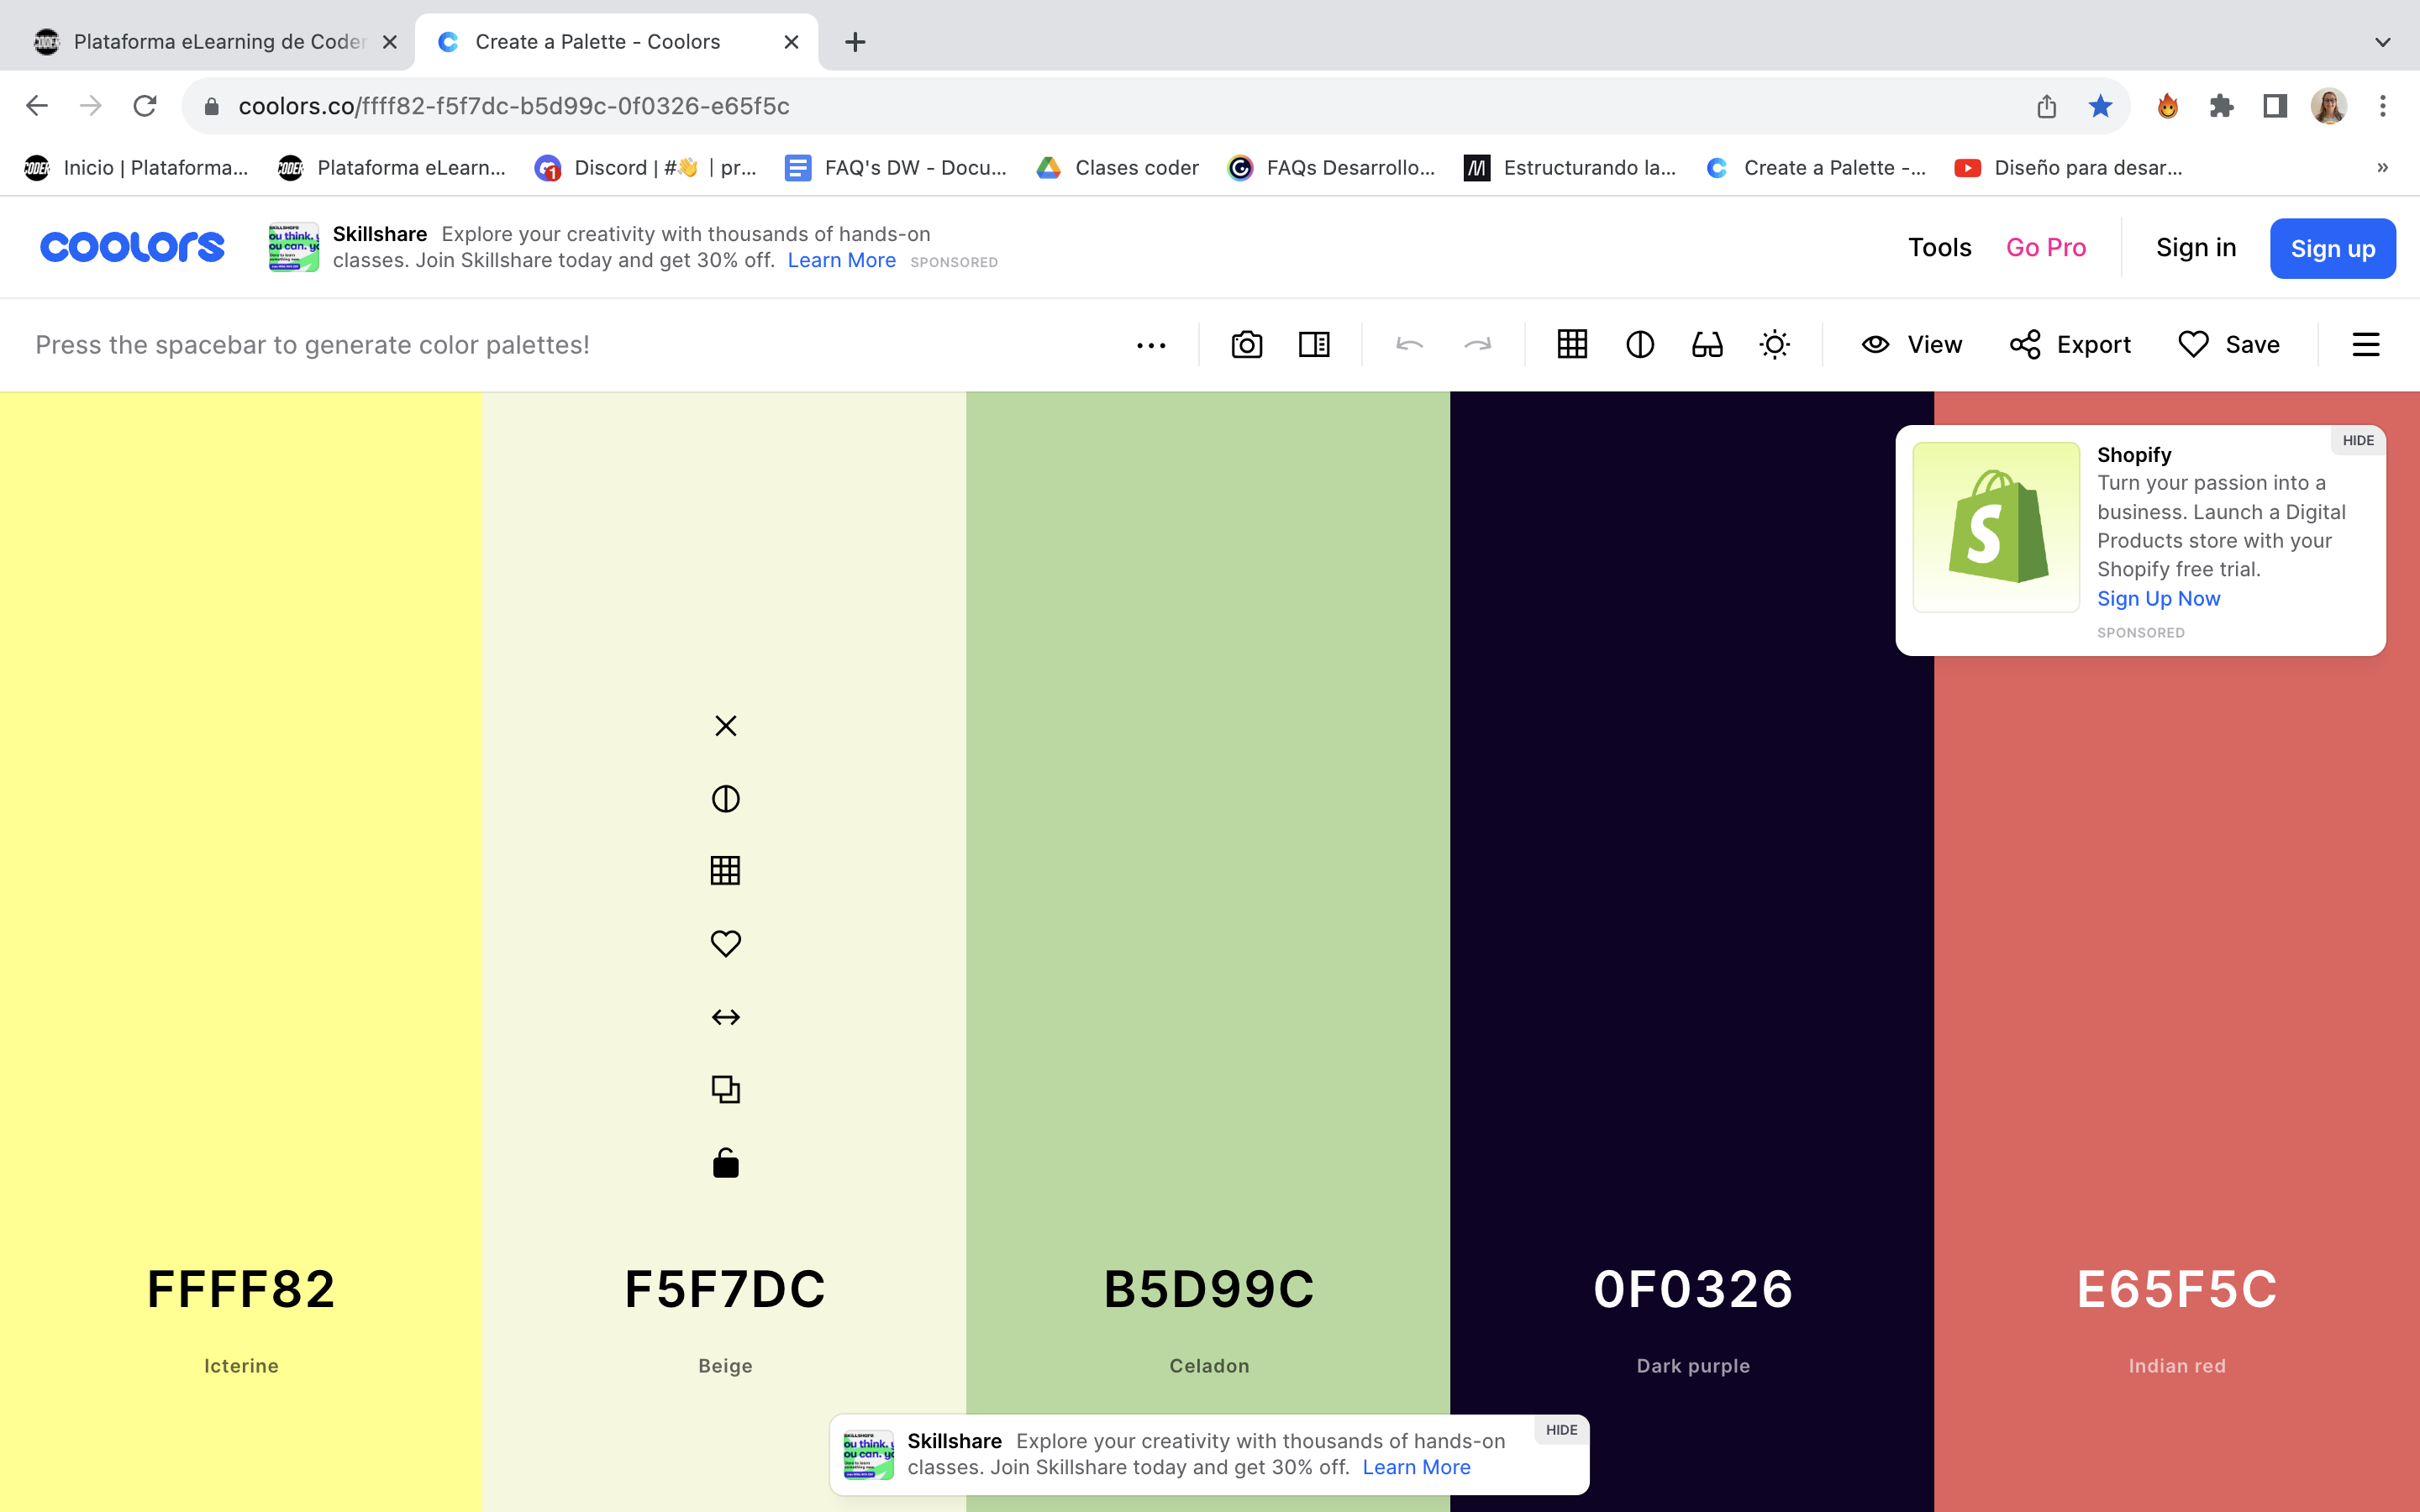 Plataforma eLearning de Coder
Create a Palette - Coolors
coolors.co/ffff82-f5f7dc-b5d99c-0f0326-e65f5c
Inicio | Plataforma...
Plataforma eLearn...
Discord | #👋 | pr...
FAQ's DW - Docu...
Clases coder
FAQs Desarrollo...
Estructurando la...
Create a Palette -...
Diseño para desar...
»
coolors
Skillshare Explore your creativity with thousands of hands-on
classes. Join Skillshare today and get 30% off. Learn More SPONSORED
Tools
Go Pro
Sign in
Sign up
Press the spacebar to generate color palettes!
View
Export
Save
HIDE
Shopify
Turn your passion into a
business. Launch a Digital
Products store with your
Shopify free trial.
Sign Up Now
SPONSORED
FFFF82
F5F7DC
B5D99C
0F0326
E65F5C
Icterine
Beige
Celadon
Dark purple
Indian red
HIDE
Skillshare Explore your creativity with thousands of hands-on
classes. Join Skillshare today and get 30% off. Learn More